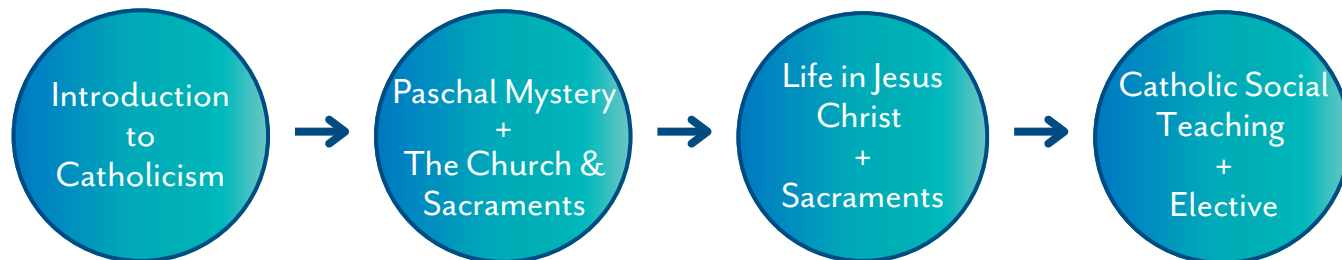 Introduction
to
Catholicism
Paschal Mystery
+
The Church &
Sacraments
Life in Jesus
Christ
+
Sacraments
Catholic Social
Teaching
+
Elective